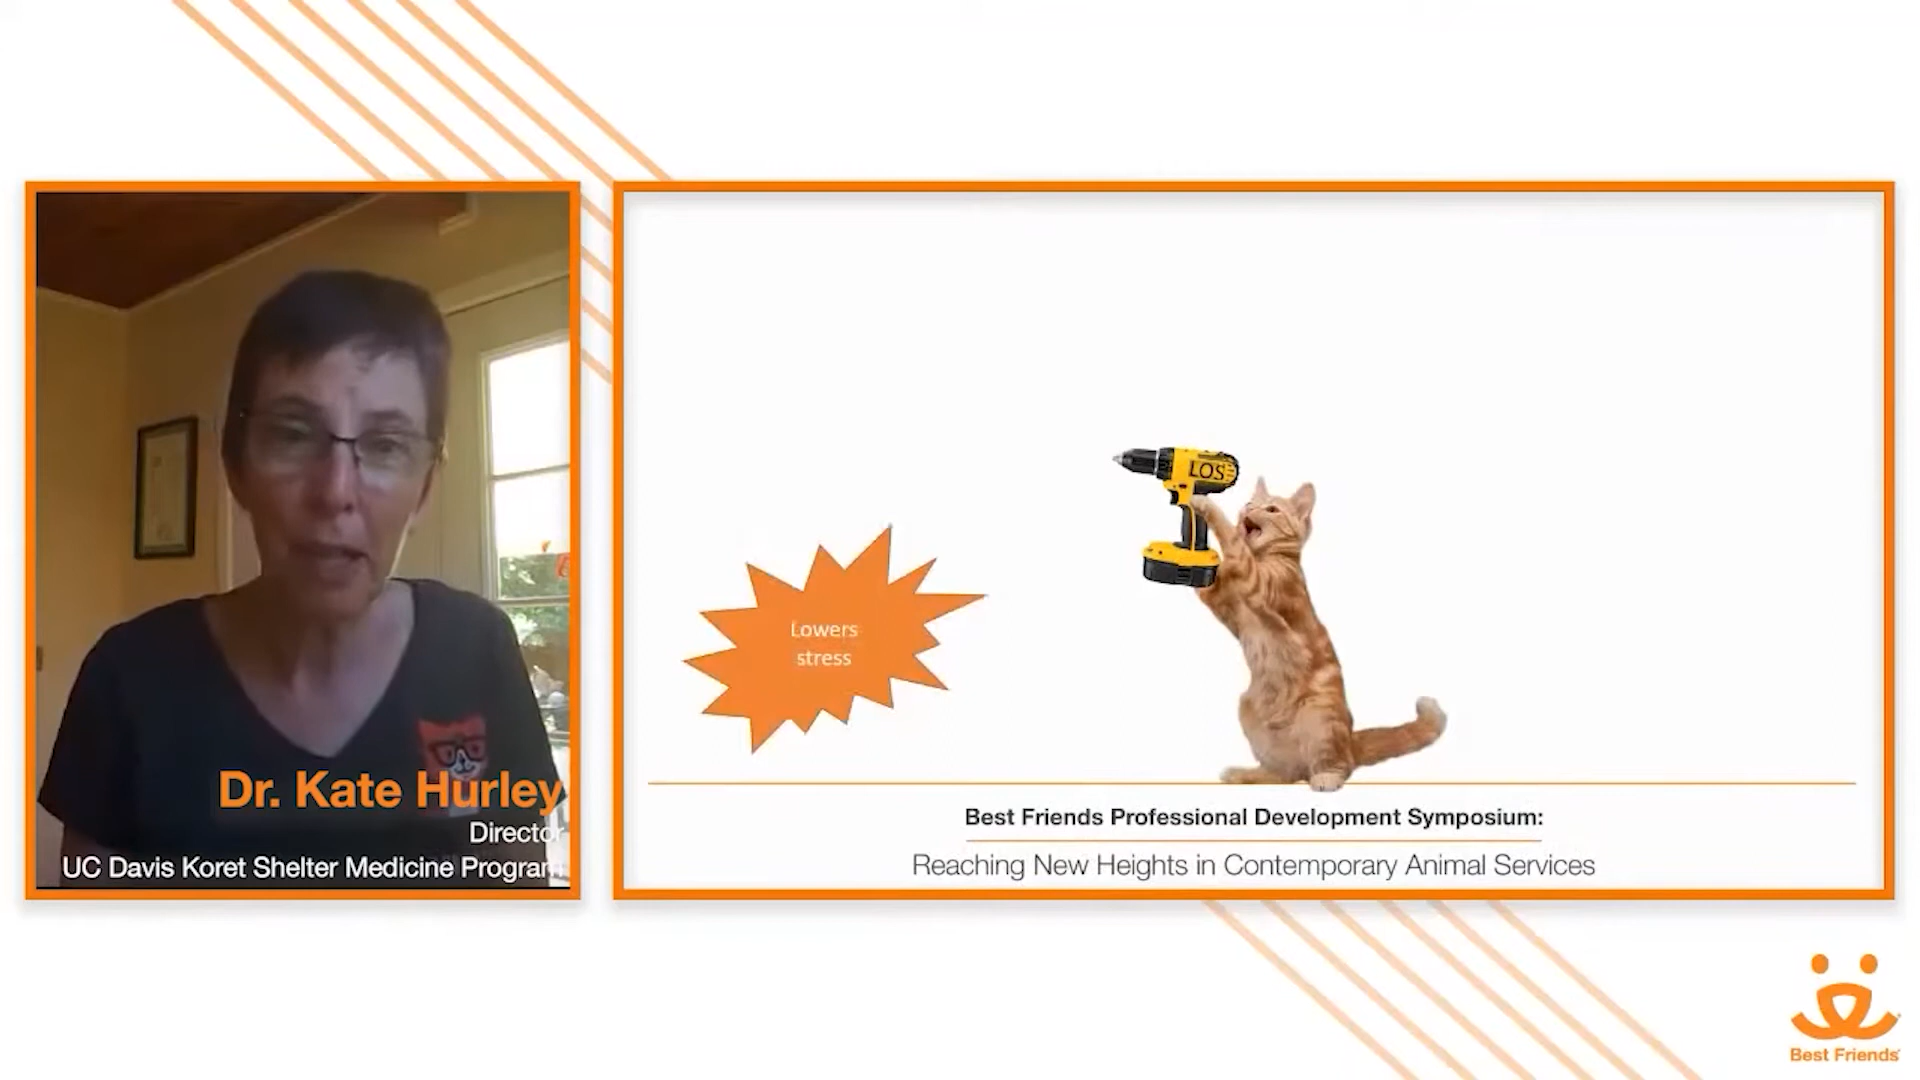 Dr. Kate Hurley
Director
UC Davis Koret Shelter Medicine Program
LOS
Lowers
stress
Best Friends Professional Development Symposium:
Reaching New Heights in Contemporary Animal Services
Best Friends